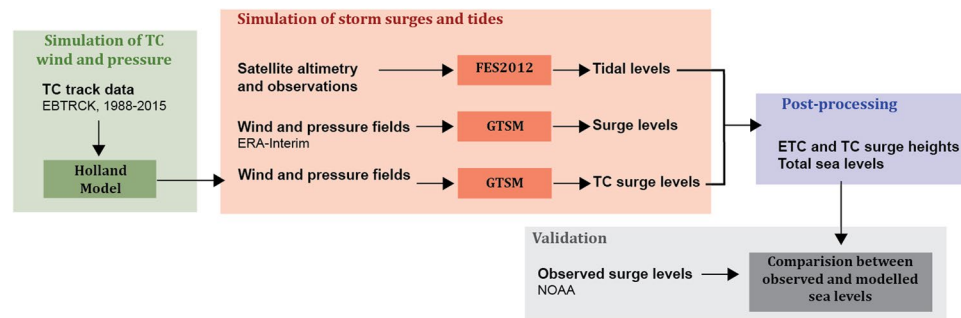 Simulation of TC
wind and pressure
TC track data
EBTRCK, 1988-2015
Holland
Model
Simulation of storm surges and tides
Satellite altimetry
and observations
FES2012
Tidal levels
Wind and pressure fields
ERA-Interim
GTSM
Surge levels
Wind and pressure fields
GTSM
TC surge levels
Post-processing
ETC and TC surge heights
Total sea levels
Validation
Observed surge levels
NOAA
Comparision between
observed and modelled
sea levels